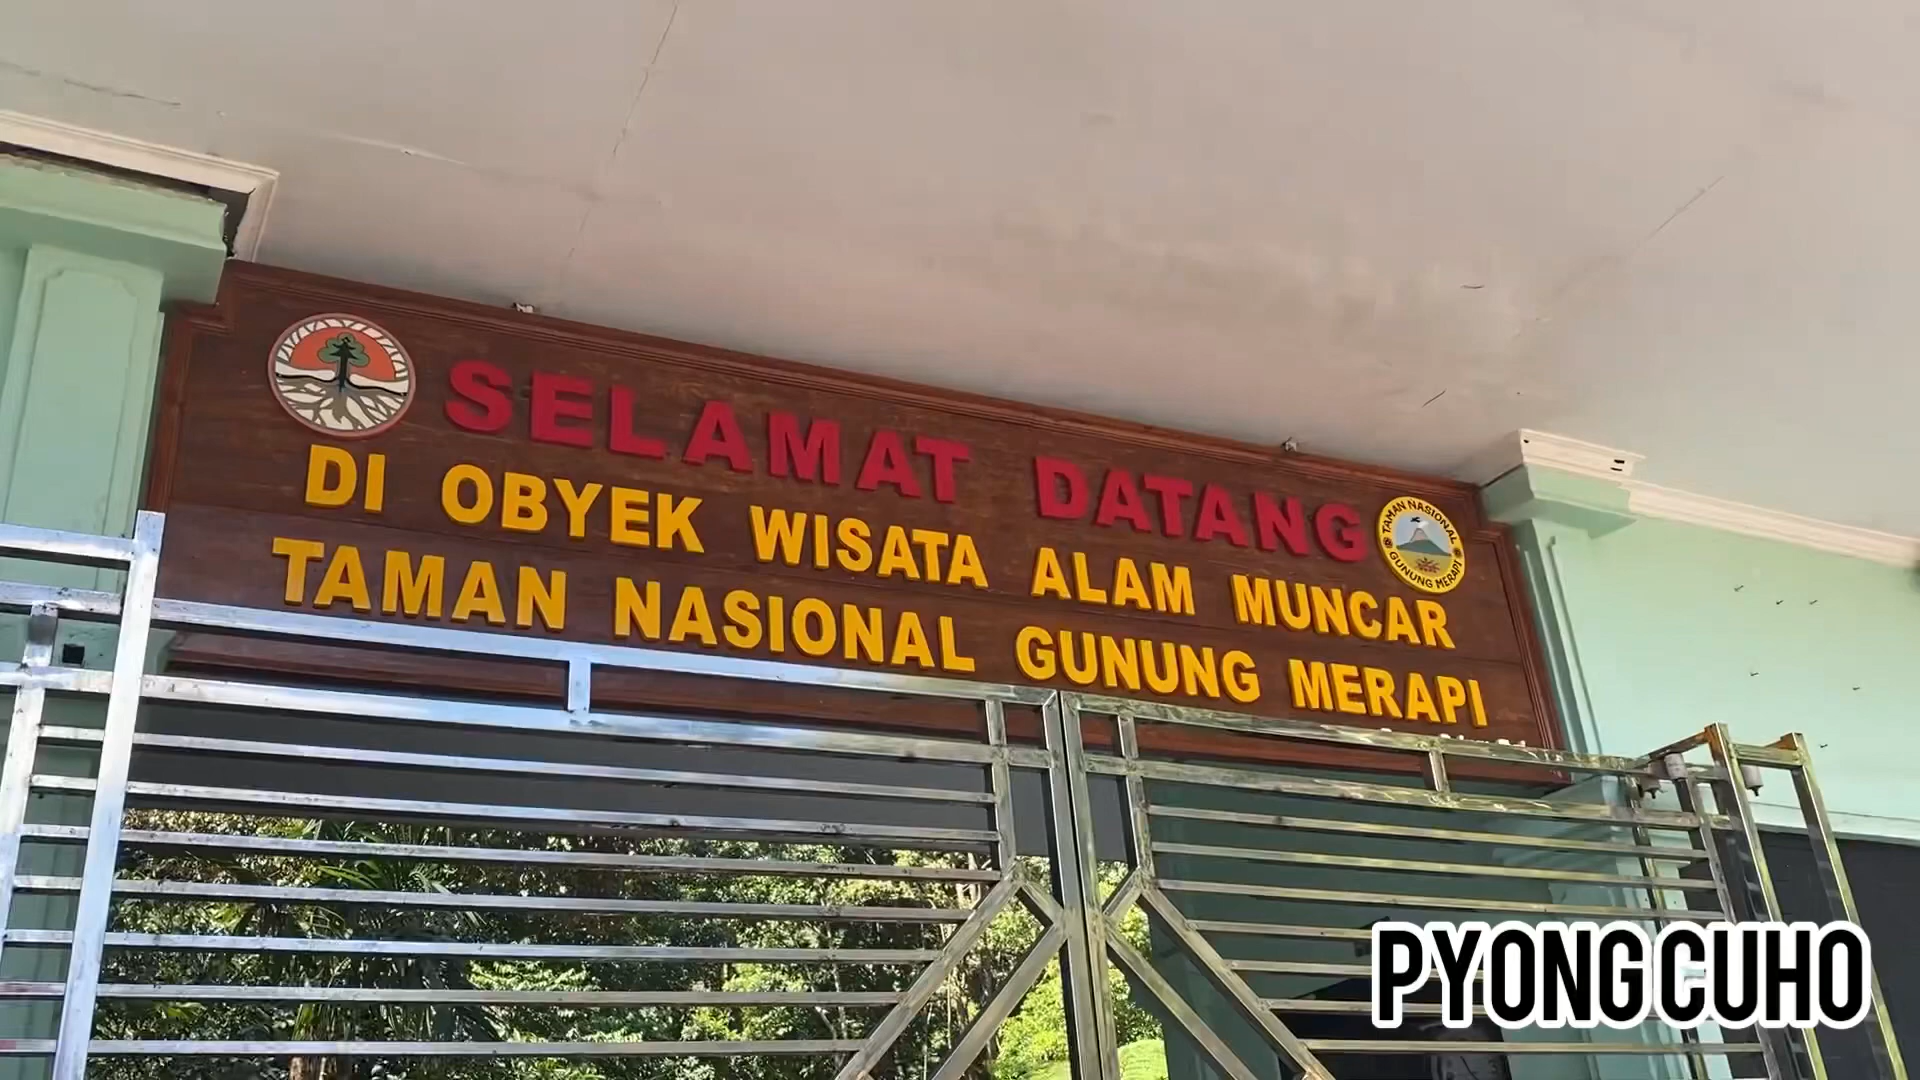 SELAMAT DATANG
DI OBYEK WISATA ALAM MUNCAR
TAMAN NASIONAL GUNUNG MERAPI
TAMAN NASIONAL
GUNUNG MERAPI
PYONG CUHO